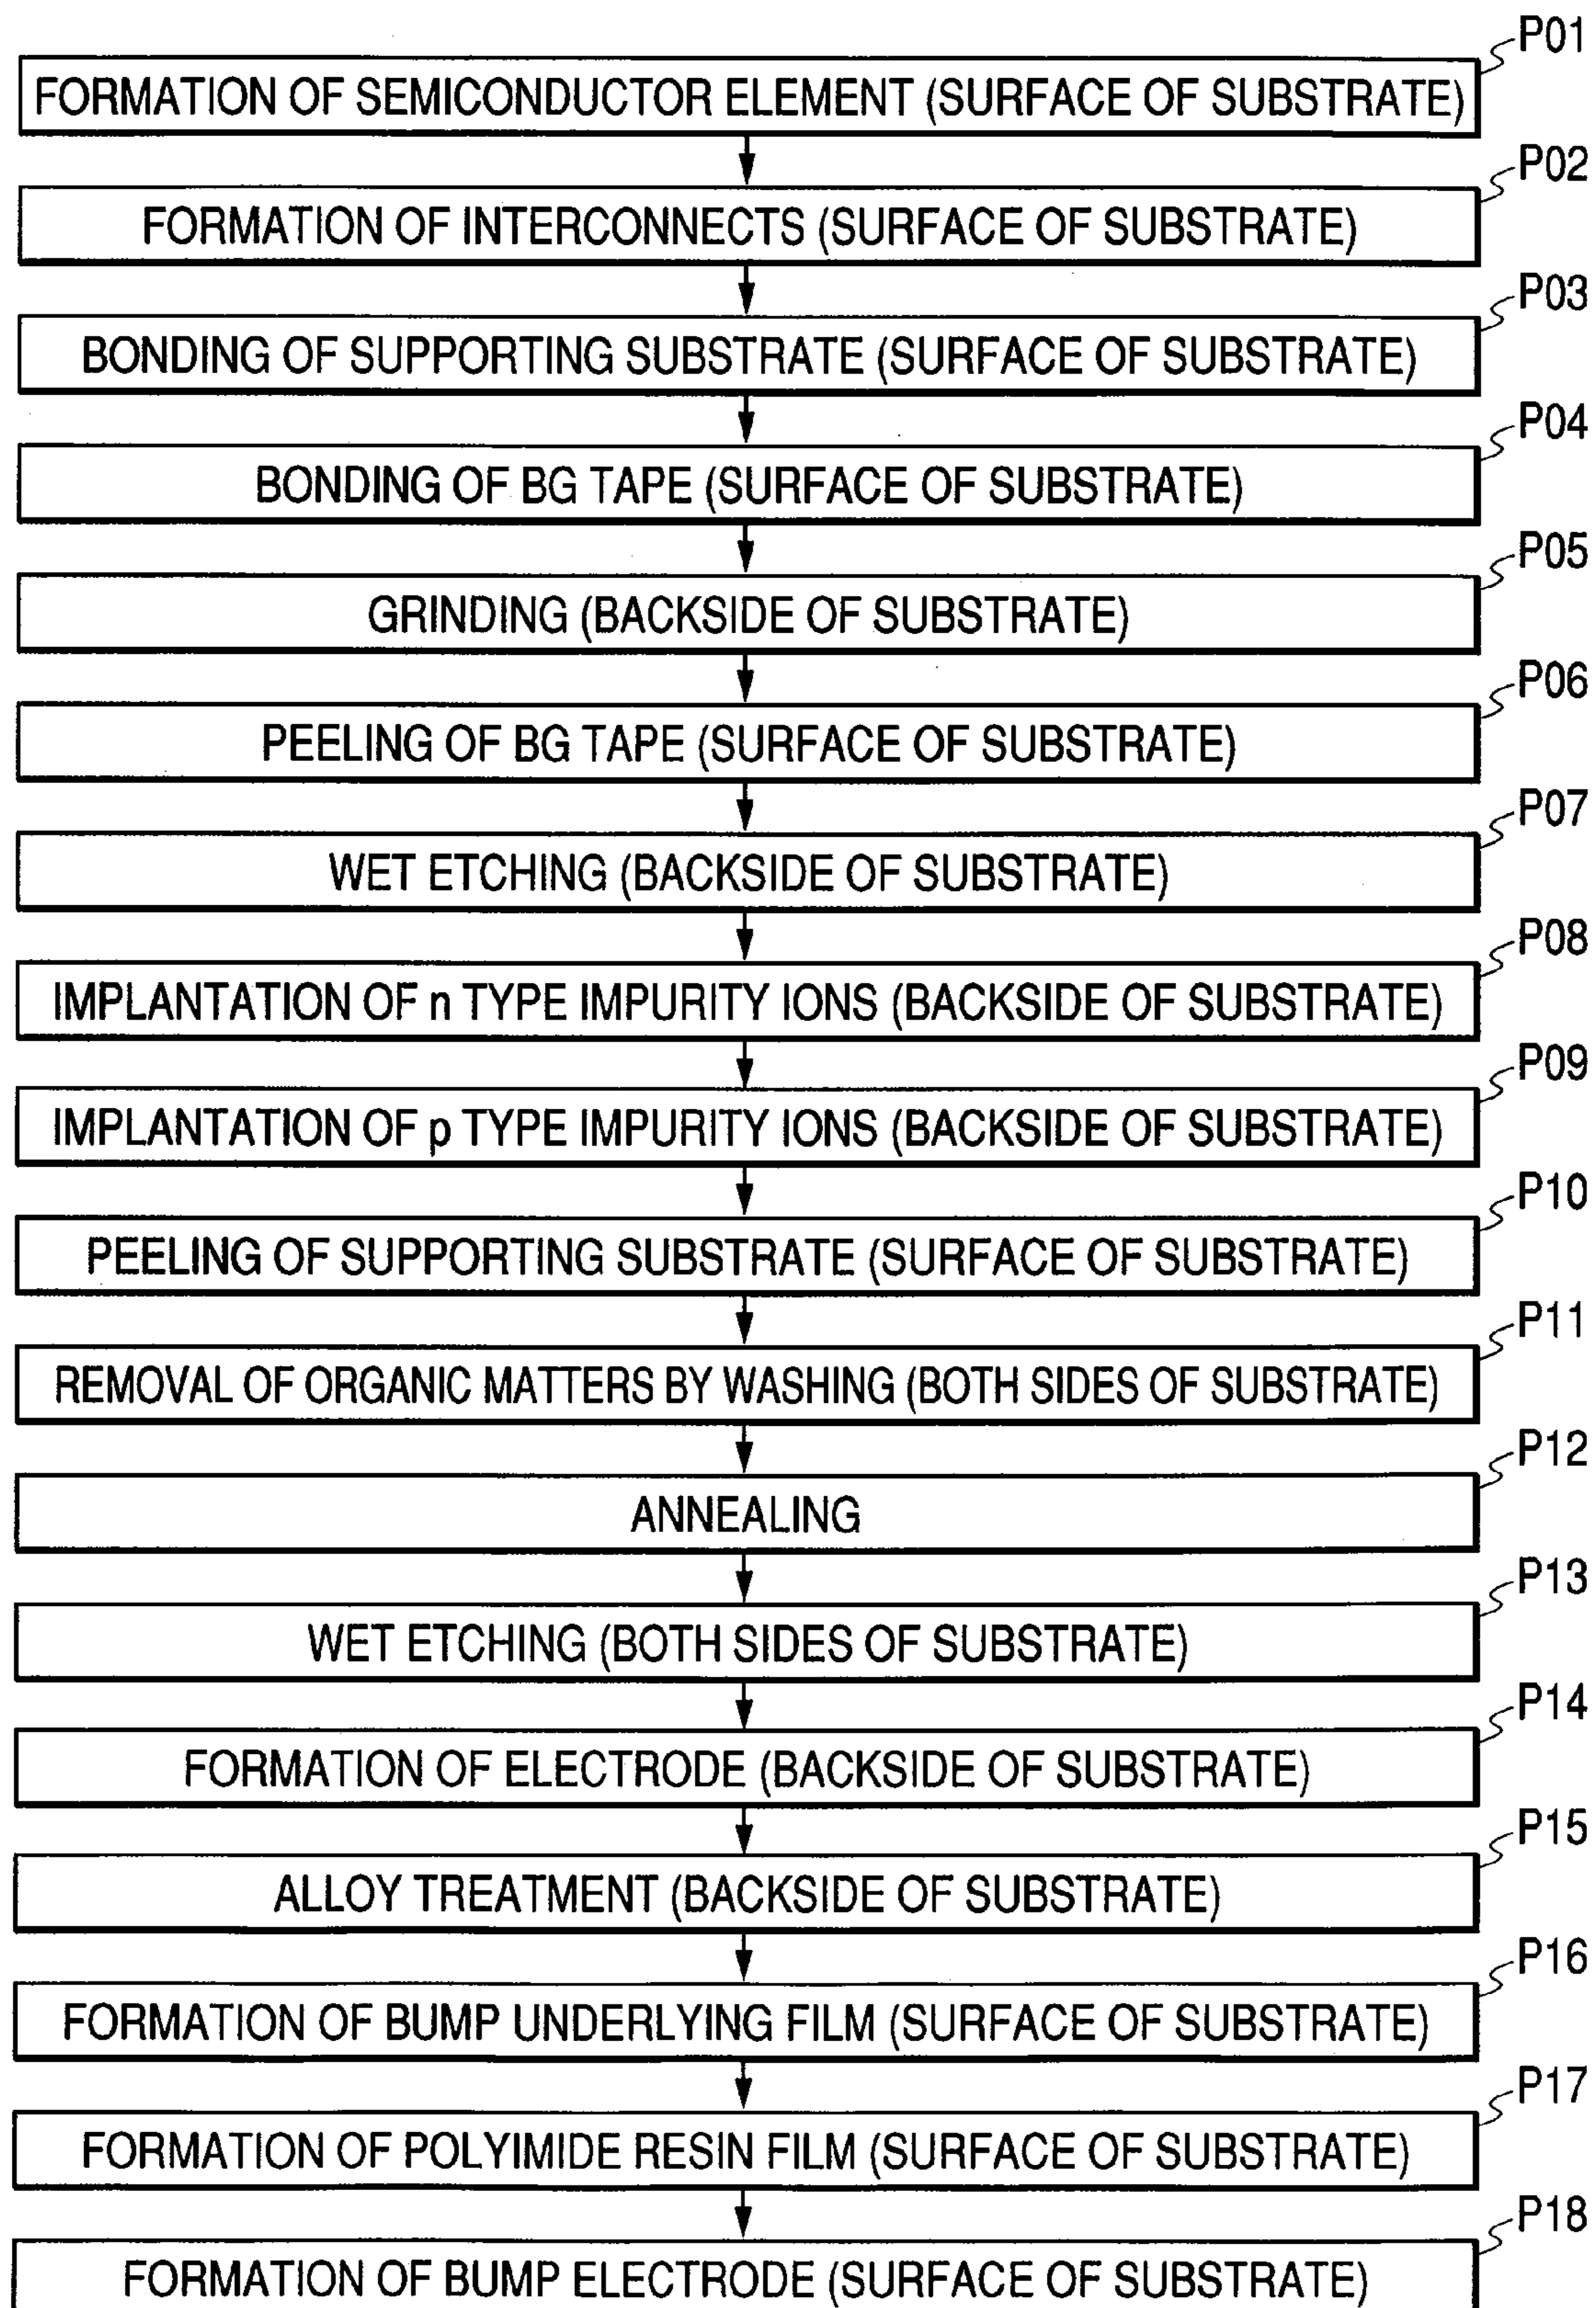 P01
FORMATION OF SEMICONDUCTOR ELEMENT (SURFACE OF SUBSTRATE)
P02
FORMATION OF INTERCONNECTS (SURFACE OF SUBSTRATE)
P03
BONDING OF SUPPORTING SUBSTRATE (SURFACE OF SUBSTRATE)
P04
BONDING OF BG TAPE (SURFACE OF SUBSTRATE)
P05
GRINDING (BACKSIDE OF SUBSTRATE)
P06
PEELING OF BG TAPE (SURFACE OF SUBSTRATE)
P07
WET ETCHING (BACKSIDE OF SUBSTRATE)
P08
IMPLANTATION OF n TYPE IMPURITY IONS (BACKSIDE OF SUBSTRATE)
P09
IMPLANTATION OF p TYPE IMPURITY IONS (BACKSIDE OF SUBSTRATE)
P10
PEELING OF SUPPORTING SUBSTRATE (SURFACE OF SUBSTRATE)
P11
REMOVAL OF ORGANIC MATTERS BY WASHING (BOTH SIDES OF SUBSTRATE)
P12
ANNEALING
P13
WET ETCHING (BOTH SIDES OF SUBSTRATE)
P14
FORMATION OF ELECTRODE (BACKSIDE OF SUBSTRATE)
P15
ALLOY TREATMENT (BACKSIDE OF SUBSTRATE)
P16
FORMATION OF BUMP UNDERLYING FILM (SURFACE OF SUBSTRATE)
P17
FORMATION OF POLYIMIDE RESIN FILM (SURFACE OF SUBSTRATE)
P18
FORMATION OF BUMP ELECTRODE (SURFACE OF SUBSTRATE)